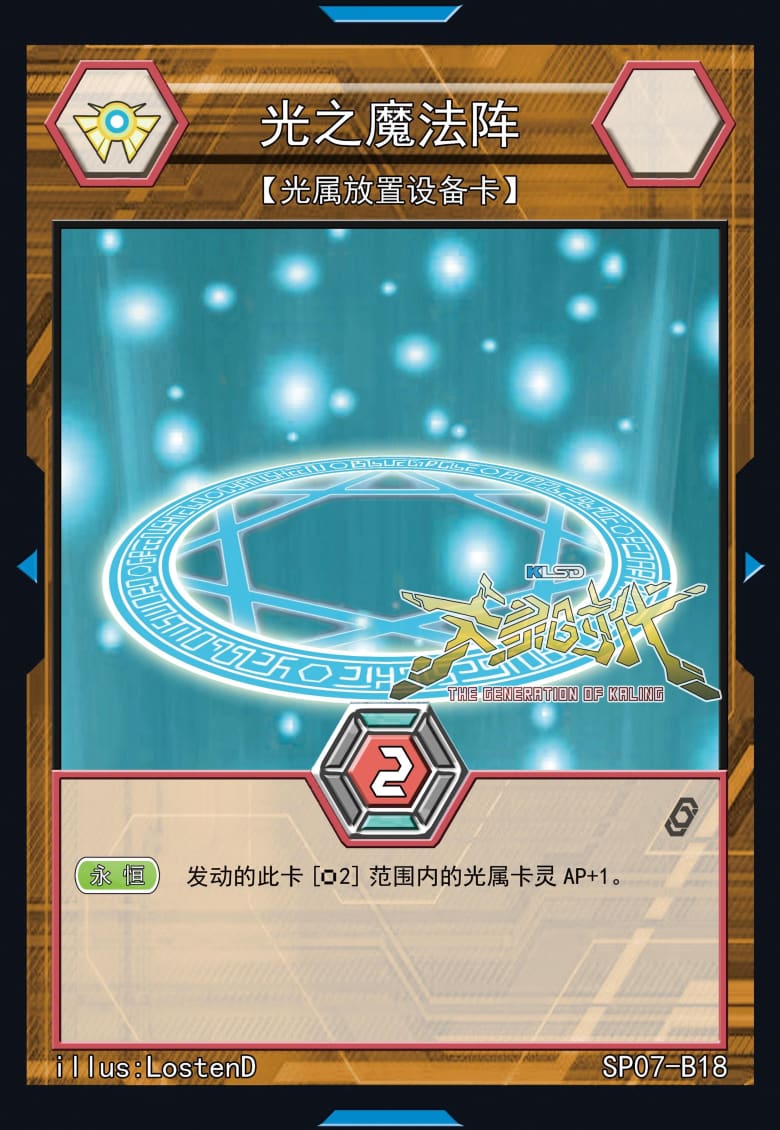 光之魔法阵
【光属放置设备卡】
KLSD
卡灵时代
THE GENERATION OF KALING
2
永恒 发动的此卡[2]范围内的光属卡灵AP+1。
illus:LostenD SP07-B18